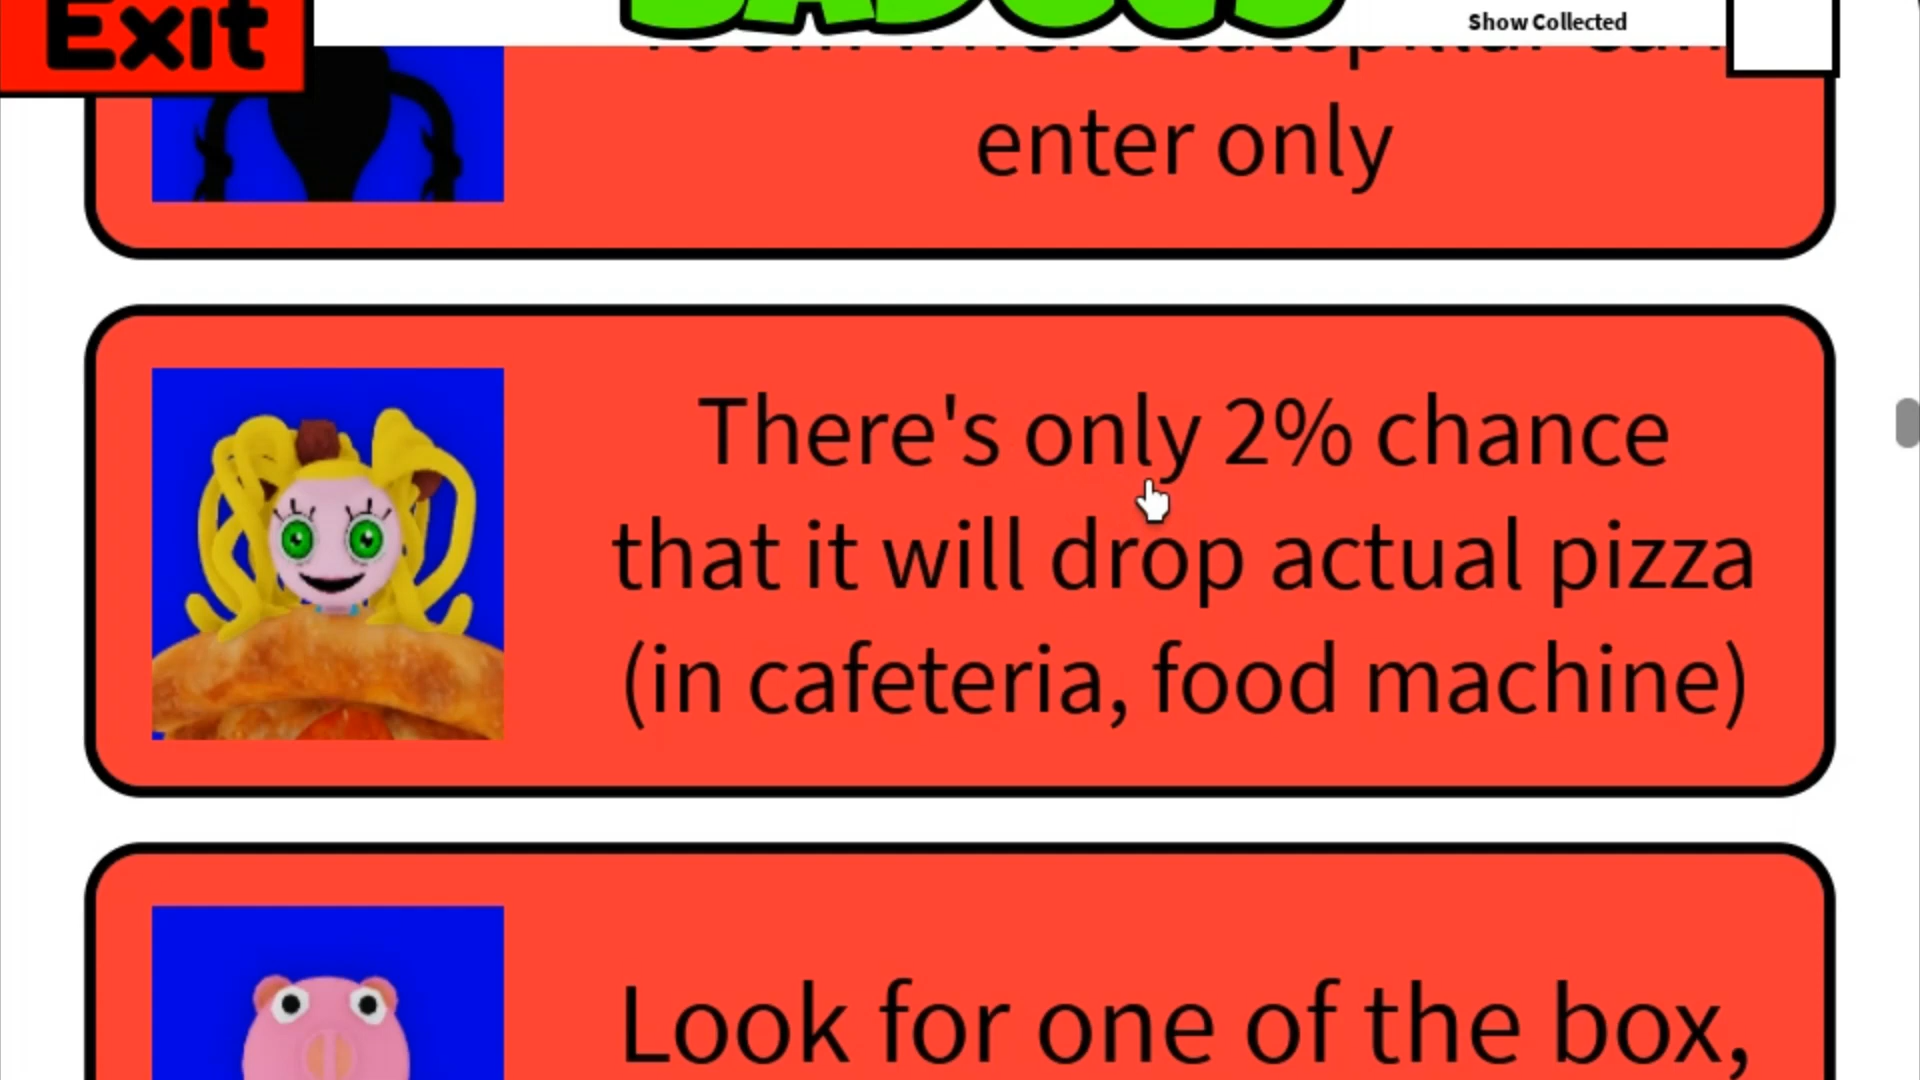 Exit
BADGES
Show Collected
enter only
There's only 2% chance
that it will drop actual pizza
(in cafeteria, food machine)
Look for one of the box,